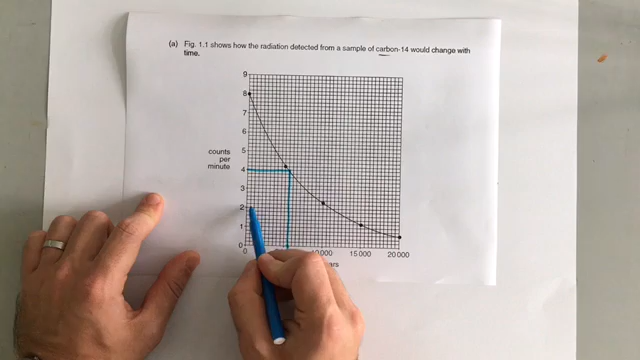 (a) Fig. 1.1 shows how the radiation detected from a sample of carbon-14 would change with
time.
9
8
7
6
counts
per
minute
5
4
3
2
1
0
0
10 000
15 000
20 000